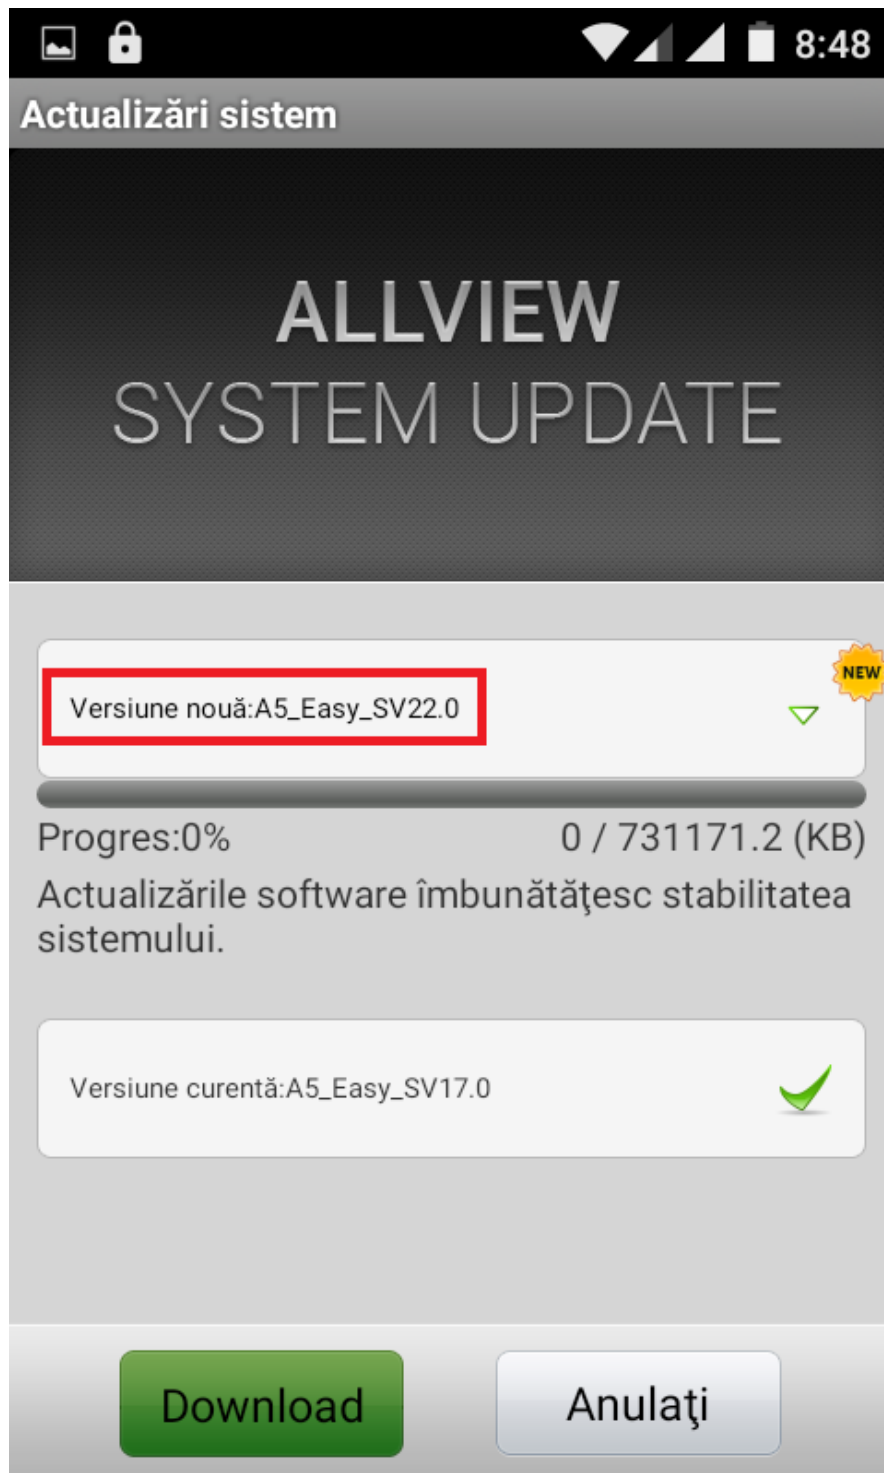 8:48
Actualizări sistem
ALLVIEW
SYSTEM UPDATE
NEW
Versiune nouă:A5_Easy_SV22.0
Progres:0% 0 / 731171.2 (KB)
Actualizările software îmbunătăţesc stabilitatea
sistemului.
Versiune curentă:A5_Easy_SV17.0
Download Anulaţi